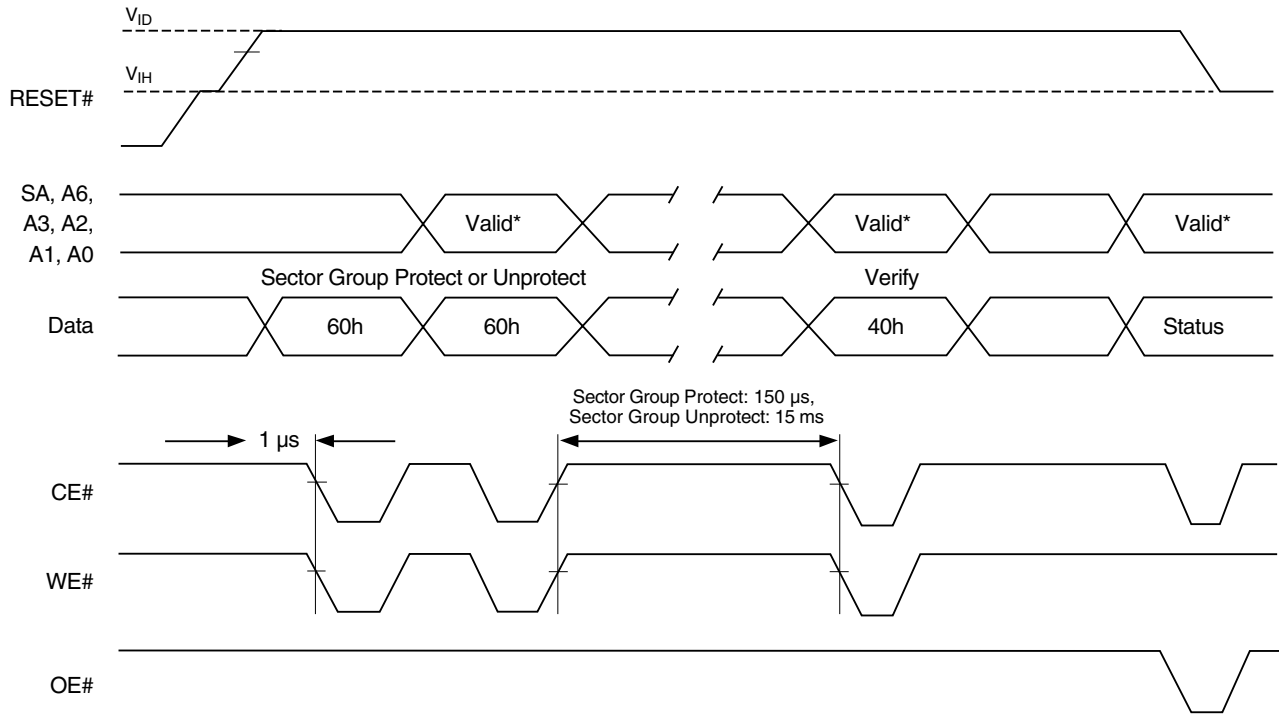 VID
VIH
RESET#
SA, A6,
A3, A2,
A1, A0
Valid*
Valid*
Valid*
Sector Group Protect or Unprotect
Verify
Data
60h
60h
40h
Status
Sector Group Protect: 150 µs,
Sector Group Unprotect: 15 ms
1 µs
CE#
WE#
OE#